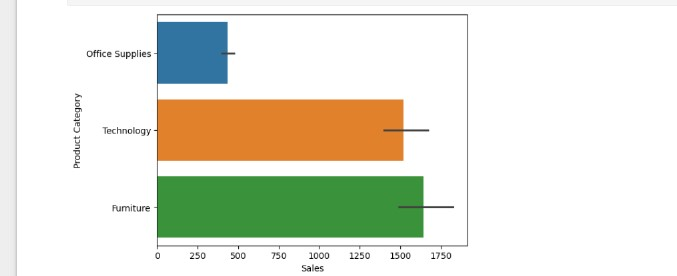 Office Supplies
Technology
Furniture
Product Category
0 250 500 750 1000 1250 1500 1750
Sales